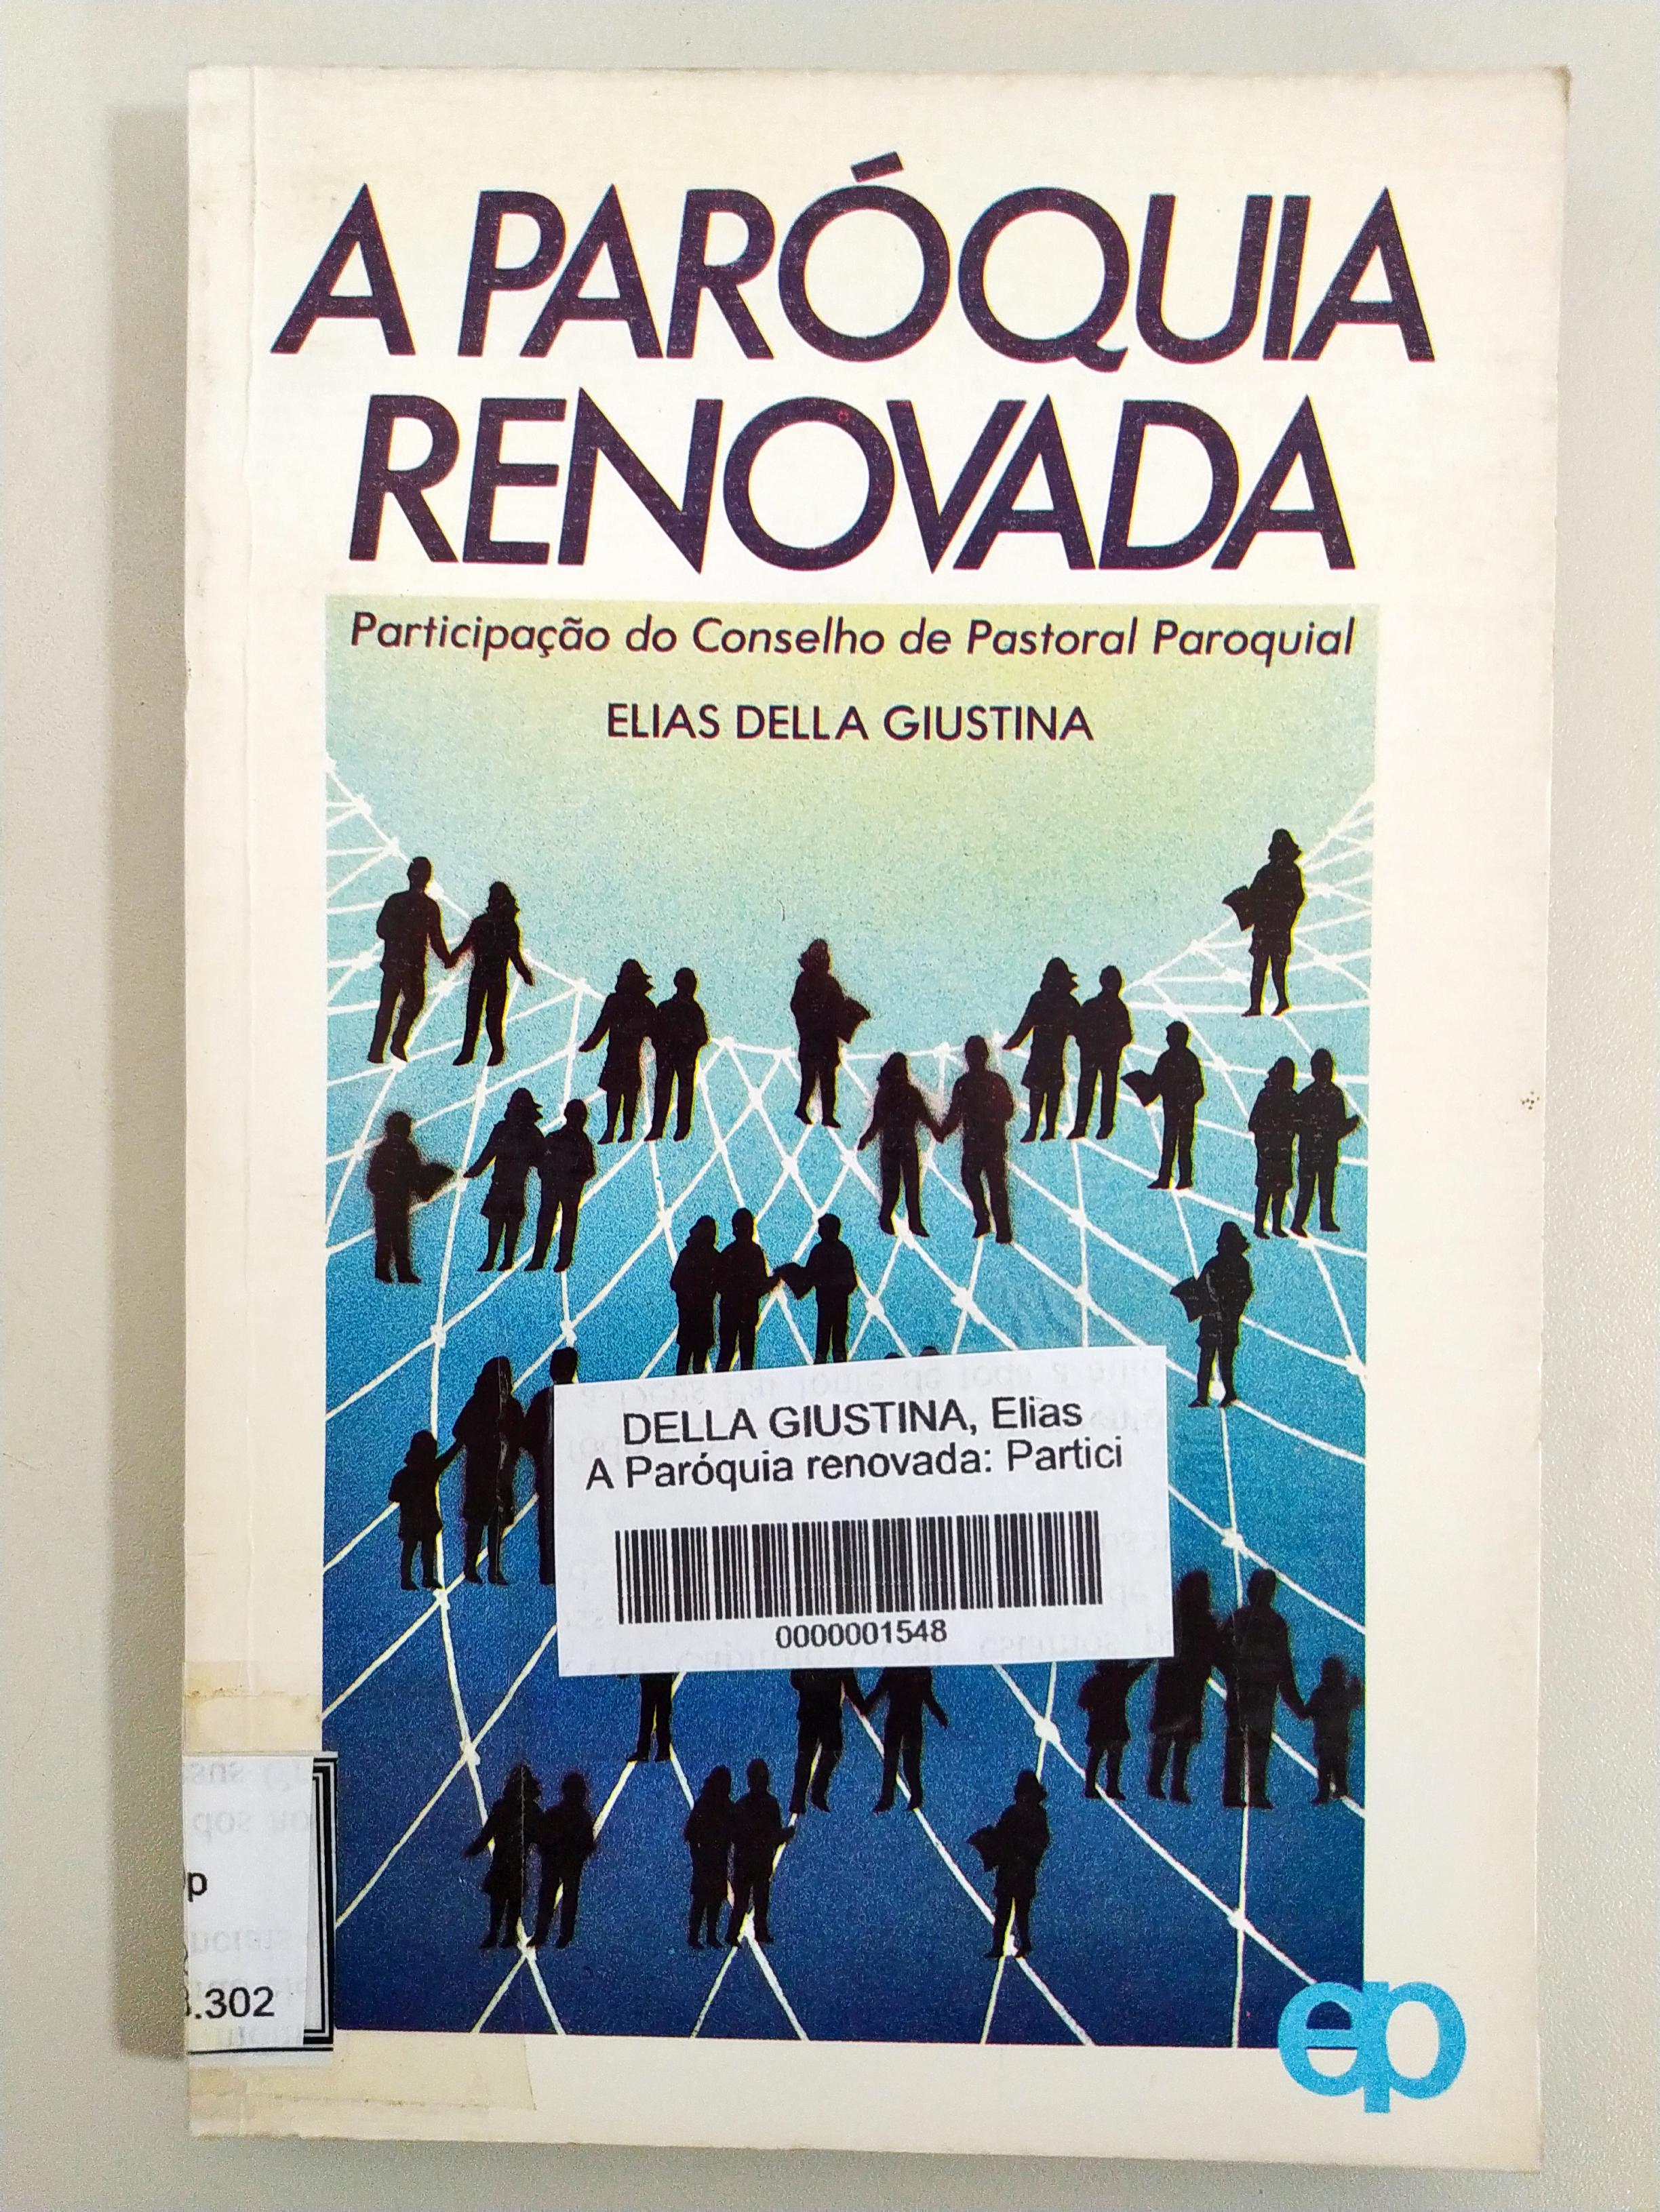 A PARÓQUIA
RENOVADA
Participação do Conselho de Pastoral Paroquial
ELIAS DELLA GIUSTINA
DELLA GIUSTINA, Elias
A Paróquia renovada: Partici
0000001548
p
.302
ep